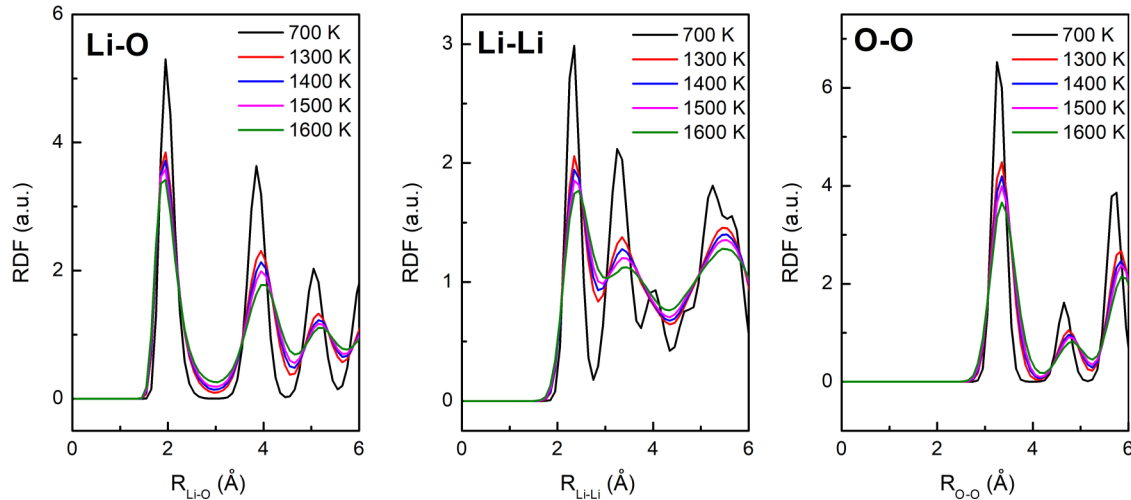 Li-O
700 K
1300 K
1400 K
1500 K
1600 K
RDF (a.u.)
6
4
2
0
0 2 4 6
R_Li-O (Å)
Li-Li
700 K
1300 K
1400 K
1500 K
1600 K
RDF (a.u.)
3
2
1
0
0 2 4 6
R_Li-Li (Å)
O-O
700 K
1300 K
1400 K
1500 K
1600 K
RDF (a.u.)
6
4
2
0
0 2 4 6
R_O-O (Å)